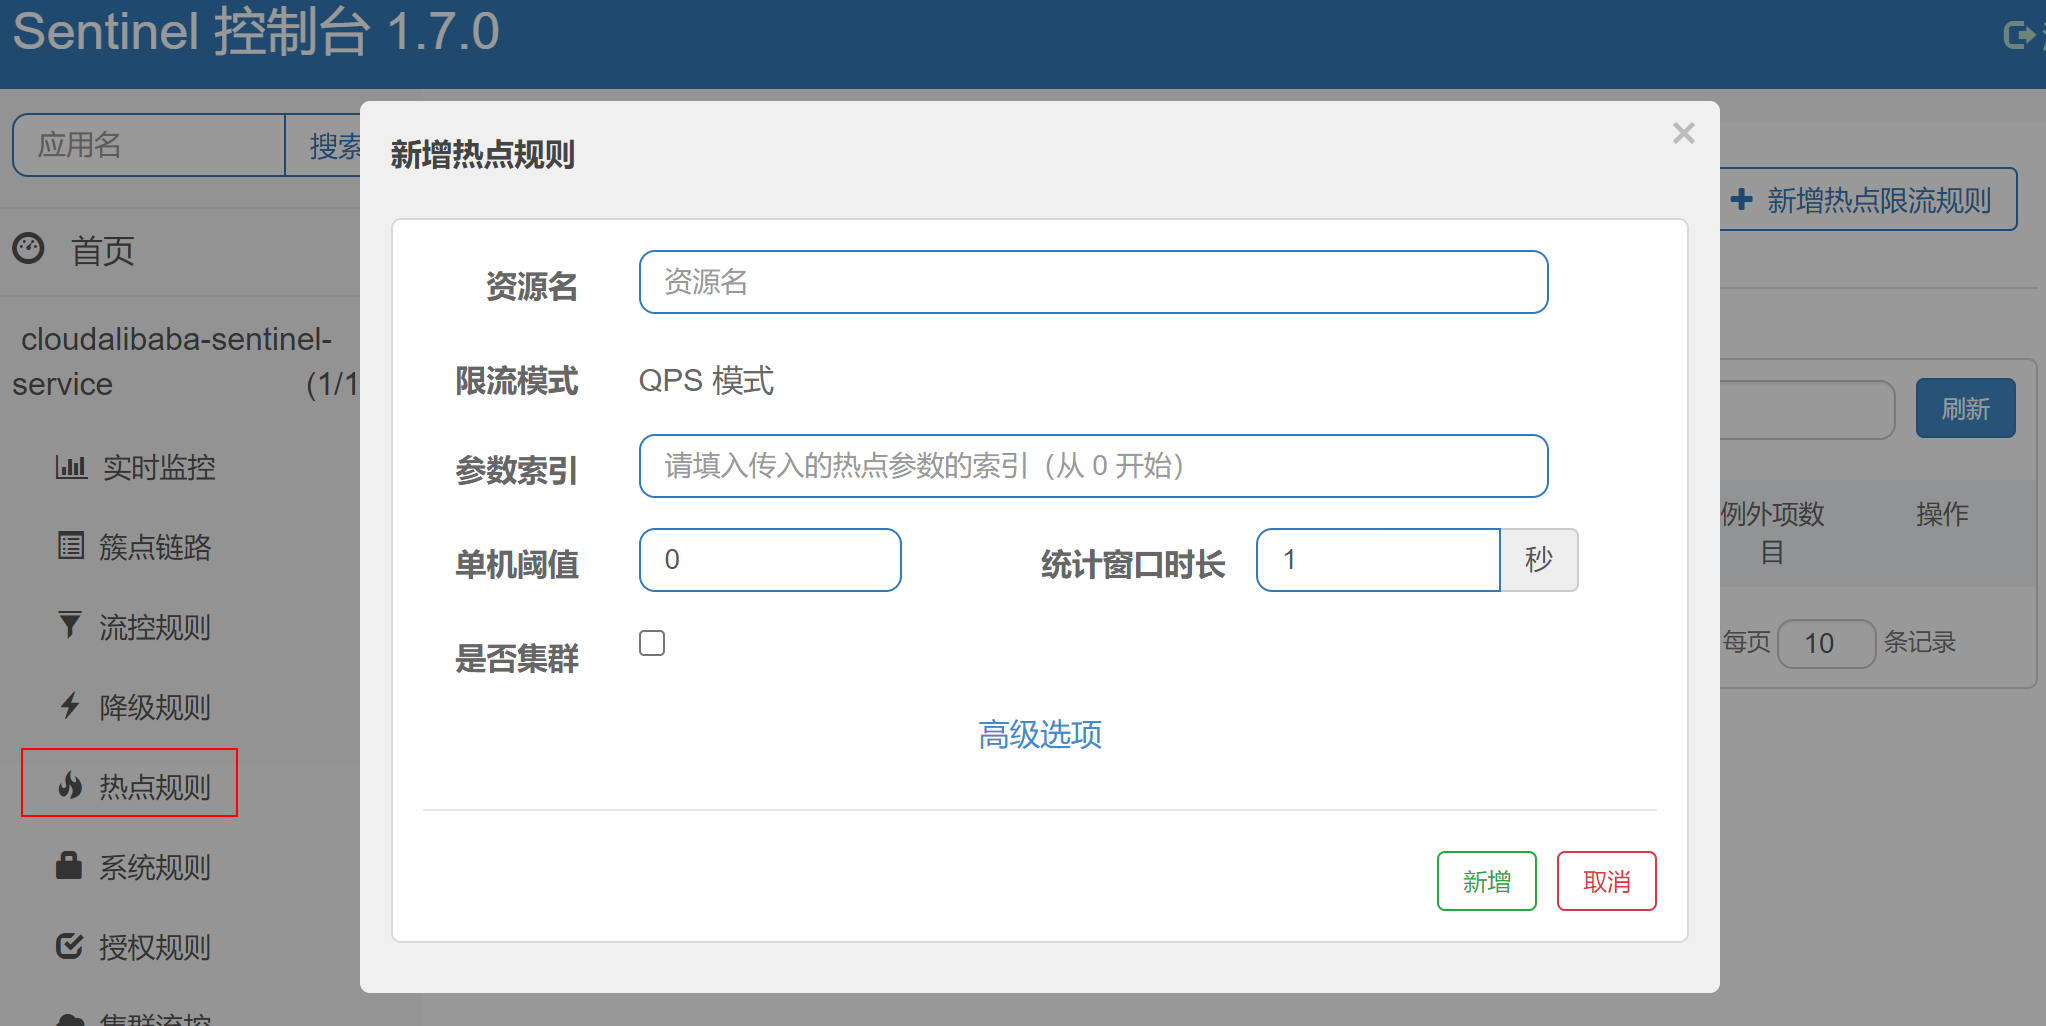 Sentinel 控制台 1.7.0
应用名
搜索
首页
cloudalibaba-sentinel-
service (1/1
实时监控
簇点链路
流控规则
降级规则
热点规则
系统规则
授权规则
集群流控
新增热点规则
资源名
资源名
限流模式
QPS 模式
参数索引
请填入传入的热点参数的索引（从 0 开始）
单机阈值
0
统计窗口时长
1
秒
是否集群
高级选项
新增
取消
新增热点限流规则
刷新
例外项数
目
操作
每页 10 条记录